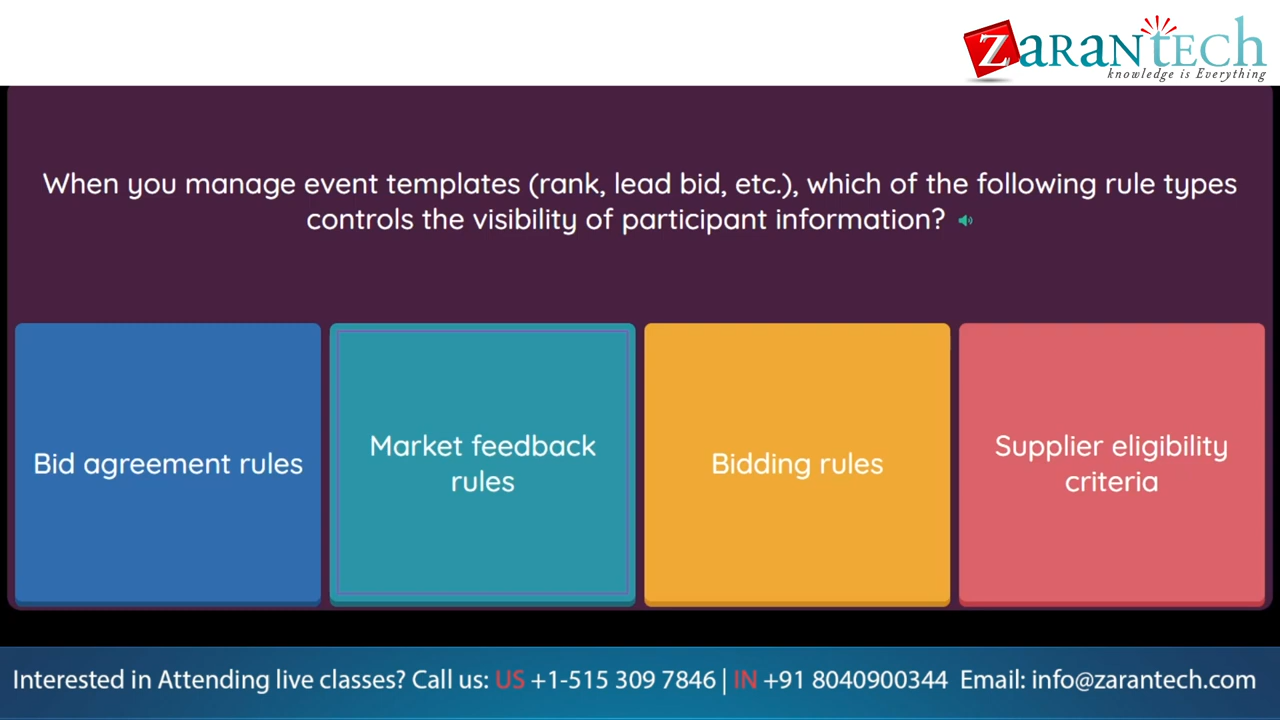 ZARANTECH
knowledge is Everything
When you manage event templates (rank, lead bid, etc.), which of the following rule types
controls the visibility of participant information?
Bid agreement rules
Market feedback
rules
Bidding rules
Supplier eligibility
criteria
Interested in Attending live classes? Call us: US +1-515 309 7846 | IN +91 8040900344 Email: info@zarantech.com